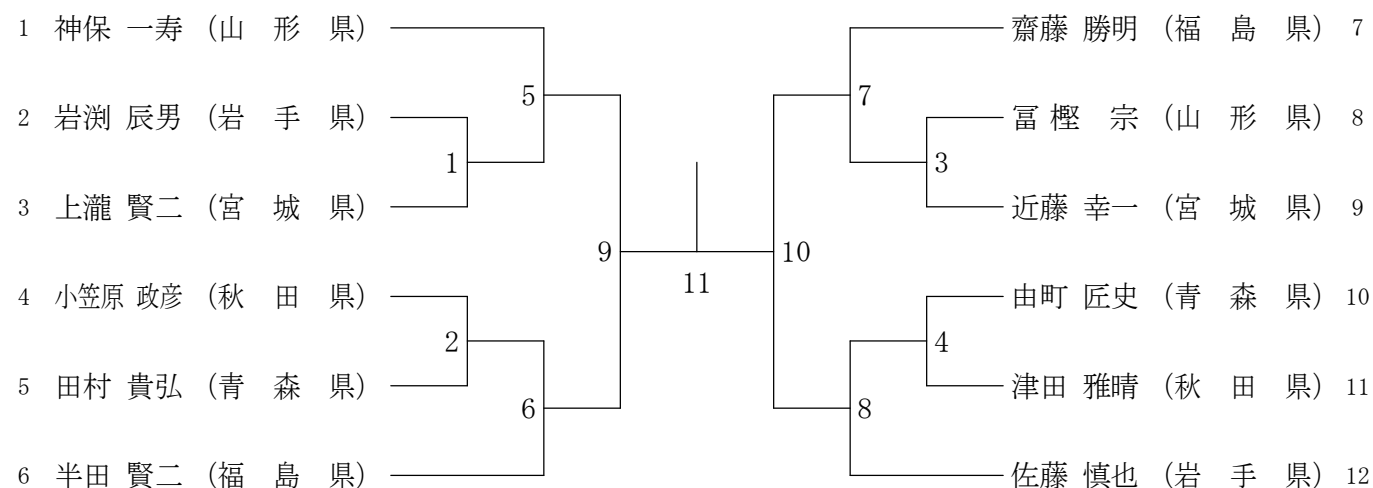 1 神保 一寿 (山 形 県)
2 岩渕 辰男 (岩 手 県)
3 上瀧 賢二 (宮 城 県)
4 小笠原 政彦 (秋 田 県)
5 田村 貴弘 (青 森 県)
6 半田 賢二 (福 島 県)
5
1
2
6
9
11
10
7
3
4
8
齋藤 勝明 (福 島 県) 7
冨樫 宗 (山 形 県) 8
近藤 幸一 (宮 城 県) 9
由町 匠史 (青 森 県) 10
津田 雅晴 (秋 田 県) 11
佐藤 慎也 (岩 手 県) 12